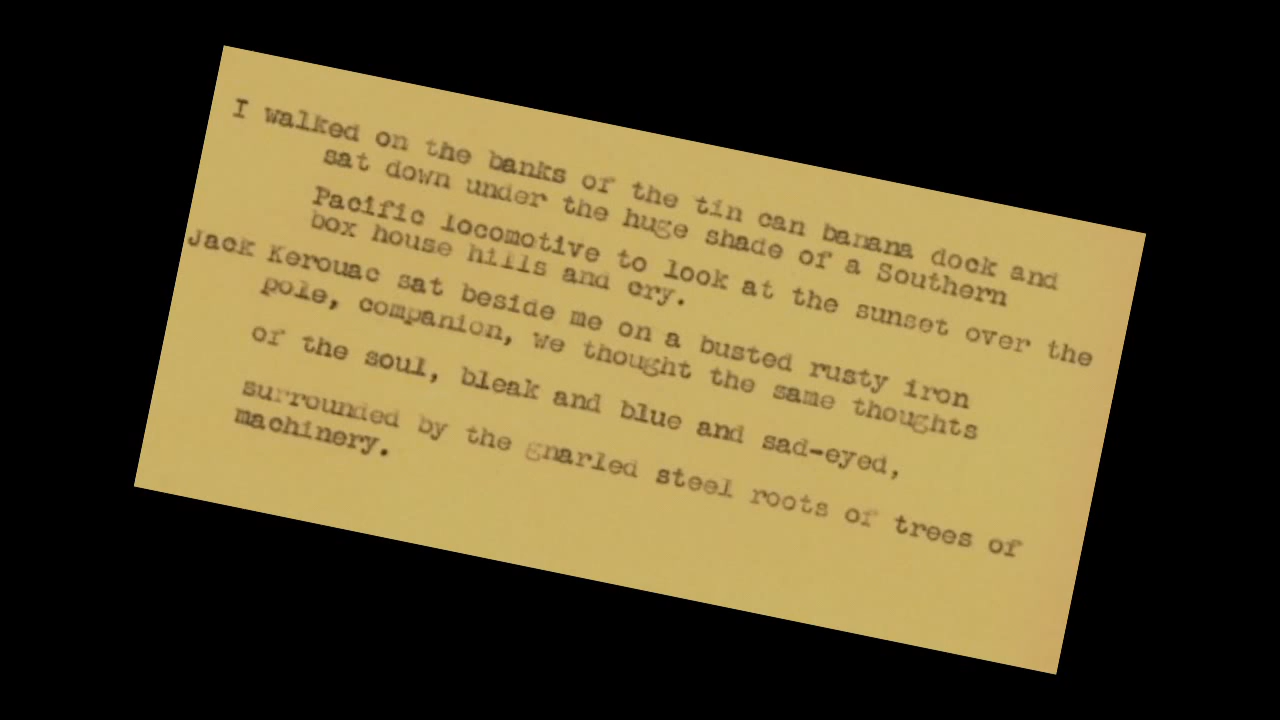 I walked on the banks of the tin can banana dock and
sat down under the huge shade of a Southern
Pacific locomotive to look at the sunset over the
box house hills and cry.
Jack Kerouac sat beside me on a busted rusty iron
pole, companion, we thought the same thoughts
of the soul, bleak and blue and sad-eyed,
surrounded by the gnarled steel roots of trees of
machinery.